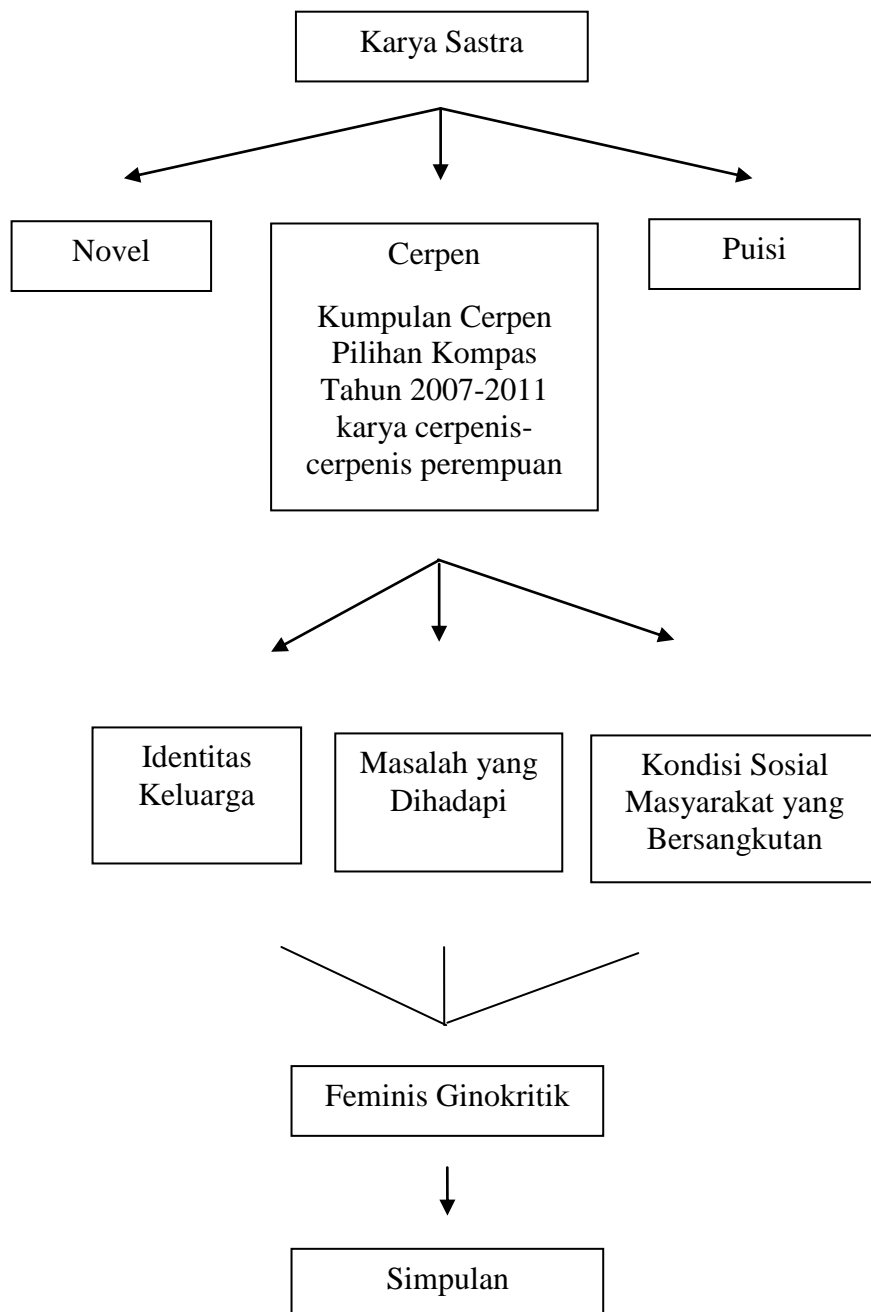 Karya Sastra
Novel
Cerpen
Kumpulan Cerpen
Pilihan Kompas
Tahun 2007-2011
karya cerpenis-
cerpenis perempuan
Puisi
Identitas
Keluarga
Masalah yang
Dihadapi
Kondisi Sosial
Masyarakat yang
Bersangkutan
Feminis Ginokritik
Simpulan